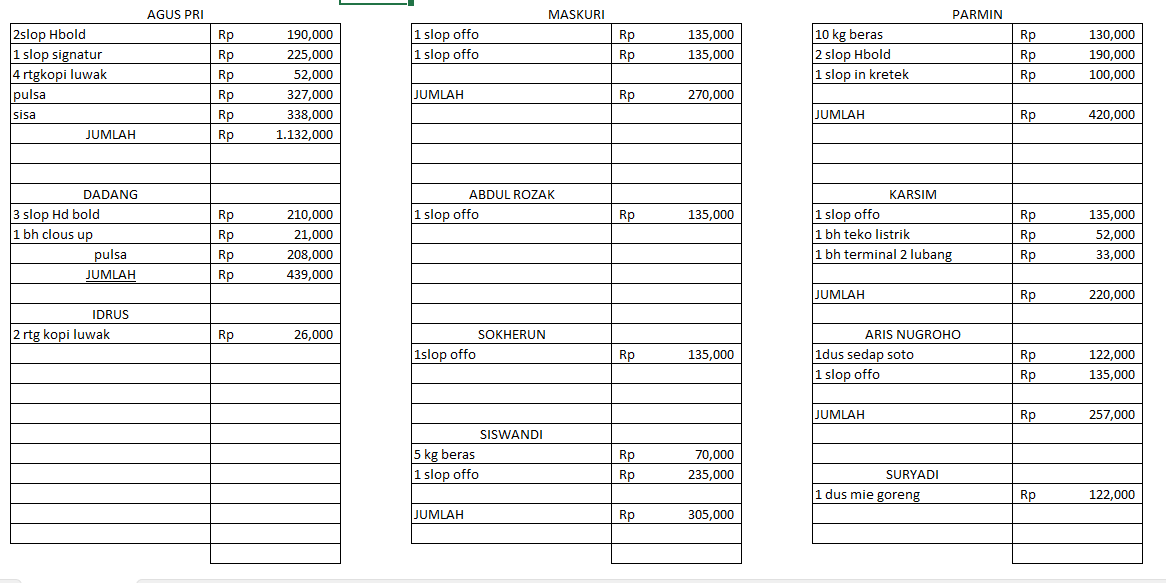 AGUS PRI
2slop Hbold Rp 190,000
1 slop signatur Rp 225,000
4 rtgkopi luwak Rp 52,000
pulsa Rp 327,000
sisa Rp 338,000
JUMLAH Rp 1.132,000
DADANG
3 slop Hd bold Rp 210,000
1 bh clous up Rp 21,000
pulsa Rp 208,000
JUMLAH Rp 439,000
IDRUS
2 rtg kopi luwak Rp 26,000
MASKURI
1 slop offo Rp 135,000
1 slop offo Rp 135,000
JUMLAH Rp 270,000
ABDUL ROZAK
1 slop offo Rp 135,000
SOKHERUN
1slop offo Rp 135,000
SISWANDI
5 kg beras Rp 70,000
1 slop offo Rp 235,000
JUMLAH Rp 305,000
PARMIN
10 kg beras Rp 130,000
2 slop Hbold Rp 190,000
1 slop in kretek Rp 100,000
JUMLAH Rp 420,000
KARSIM
1 slop offo Rp 135,000
1 bh teko listrik Rp 52,000
1 bh terminal 2 lubang Rp 33,000
JUMLAH Rp 220,000
ARIS NUGROHO
1dus sedap soto Rp 122,000
1 slop offo Rp 135,000
JUMLAH Rp 257,000
SURYADI
1 dus mie goreng Rp 122,000